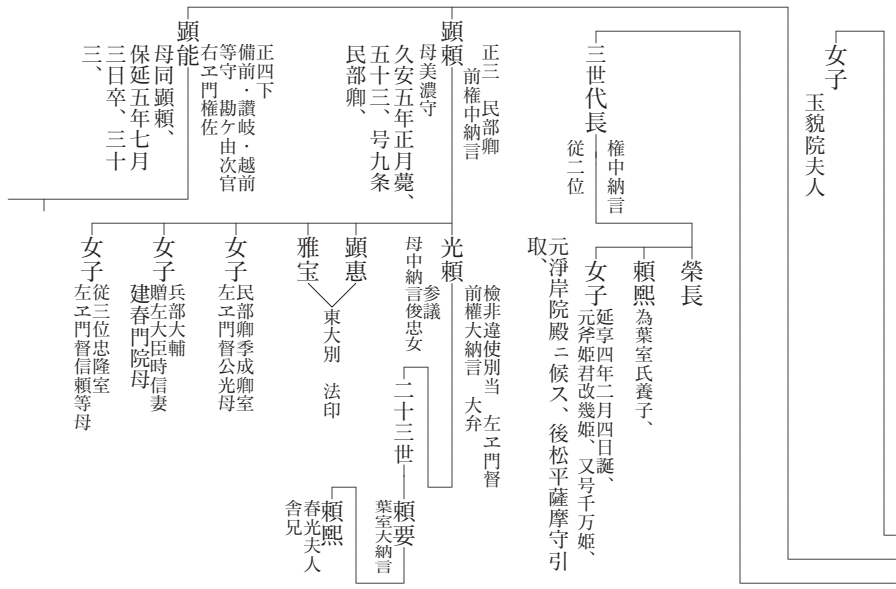 女子
玉貌院夫人
三世代長
権中納言
従二位
榮長
頼熙
為葉室氏養子、
女子
延享四年二月四日誕、
元斧姫君改幾姫、又号千万姫、
元淨岸院殿ニ候ス、後松平薩摩守引
取、
顕頼
正三　民部卿
前権中納言
母美濃守
久安五年正月薨、
五十三、号九条
民部卿、
光頼
檢非違使別当　左ヱ門督
前權大納言　大弁
参議
母中納言俊忠女
二十三世
頼要
葉室大納言
頼熙
春光夫人
舎兄
顕惠
雅宝
東大別　法印
女子
民部卿季成卿室
左ヱ門督公光母
女子
兵部大輔
贈左大臣時信妻
建春門院母
女子
従三位忠隆室
左ヱ門督信頼等母
顕能
正四下
備前・讃岐・越前
等守　勘ケ由次官
右ヱ門権佐
母同顕頼、
保延五年七月
三日卒、三十
三、